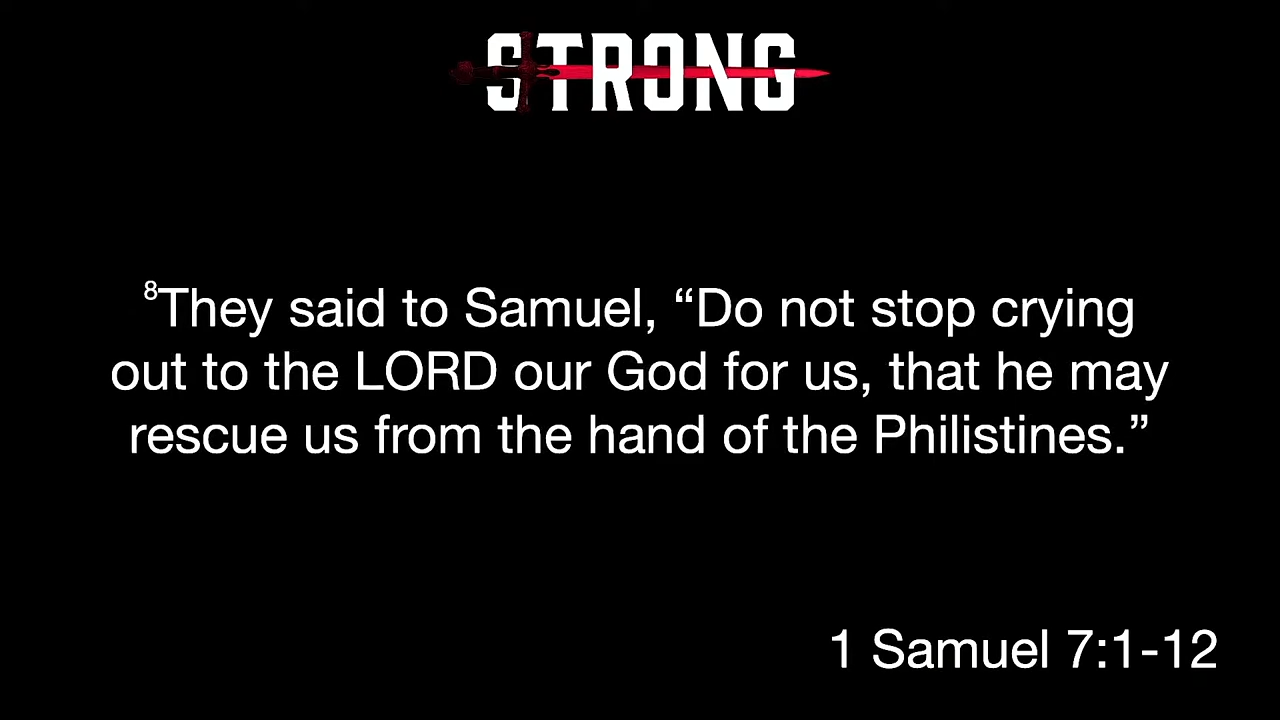 STRONG
⁸They said to Samuel, “Do not stop crying
out to the LORD our God for us, that he may
rescue us from the hand of the Philistines.”
1 Samuel 7:1-12